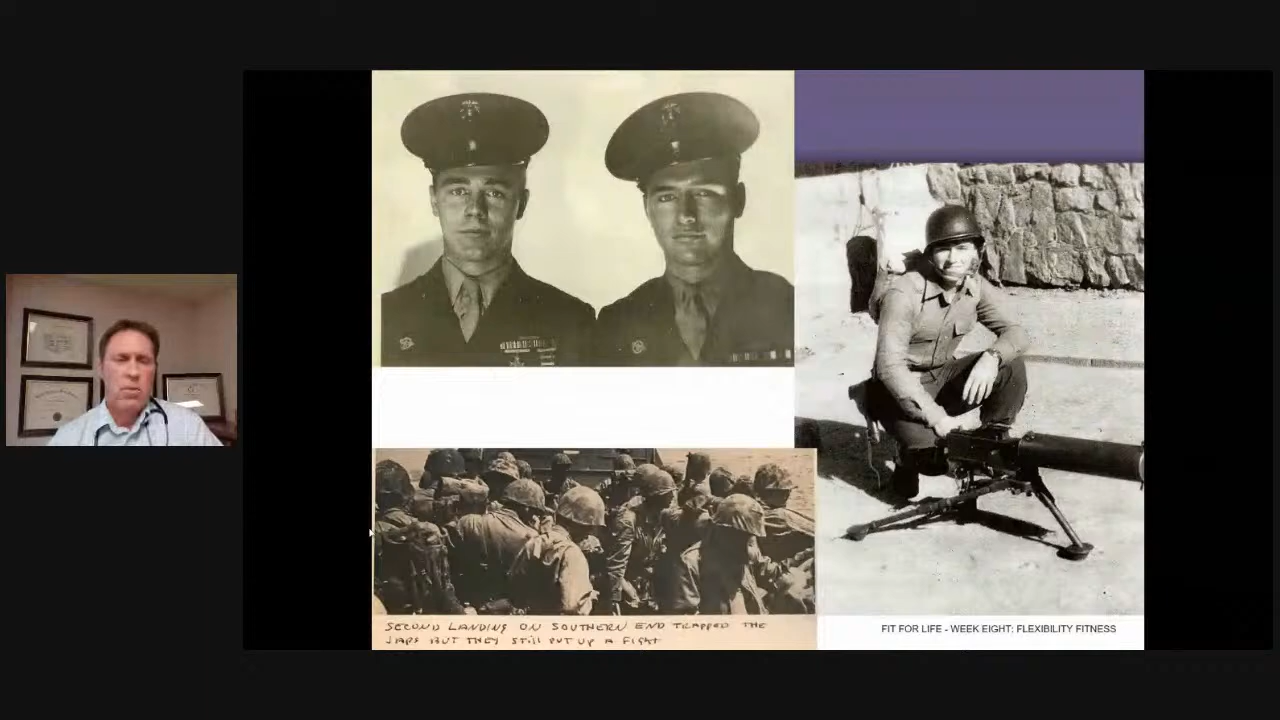 SECOND LANDING ON SOUTHERN END TRAPPED THE
JAPS BUT THEY STILL PUT UP A FIGHT
FIT FOR LIFE - WEEK EIGHT: FLEXIBILITY FITNESS